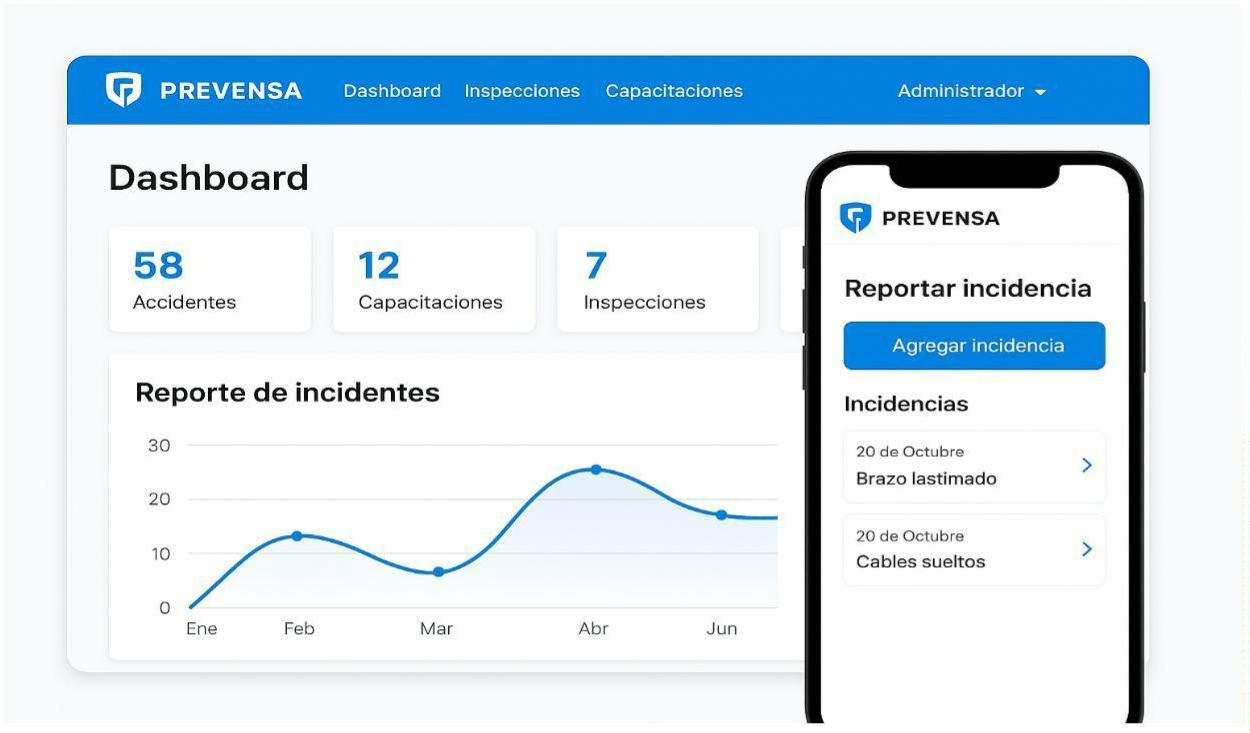 PREVENSA Dashboard Inspecciones Capacitaciones Administrador
Dashboard
58
Accidentes
12
Capacitaciones
7
Inspecciones
Reporte de incidentes
30
20
10
0
Ene Feb Mar Abr Jun
PREVENSA
Reportar incidencia
Agregar incidencia
Incidencias
20 de Octubre
Brazo lastimado
20 de Octubre
Cables sueltos